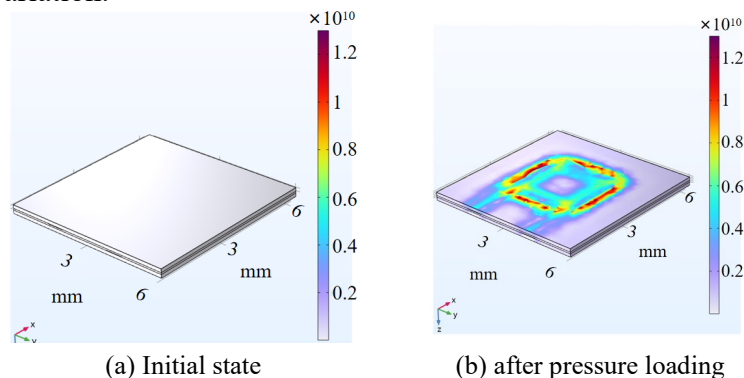 ×10¹⁰
1.2
1
0.8
0.6
0.4
0.2
6
3
mm
3
mm
6
x
y
(a) Initial state
×10¹⁰
1.2
1
0.8
0.6
0.4
0.2
6
3
mm
3
mm
6
x
y
z
(b) after pressure loading